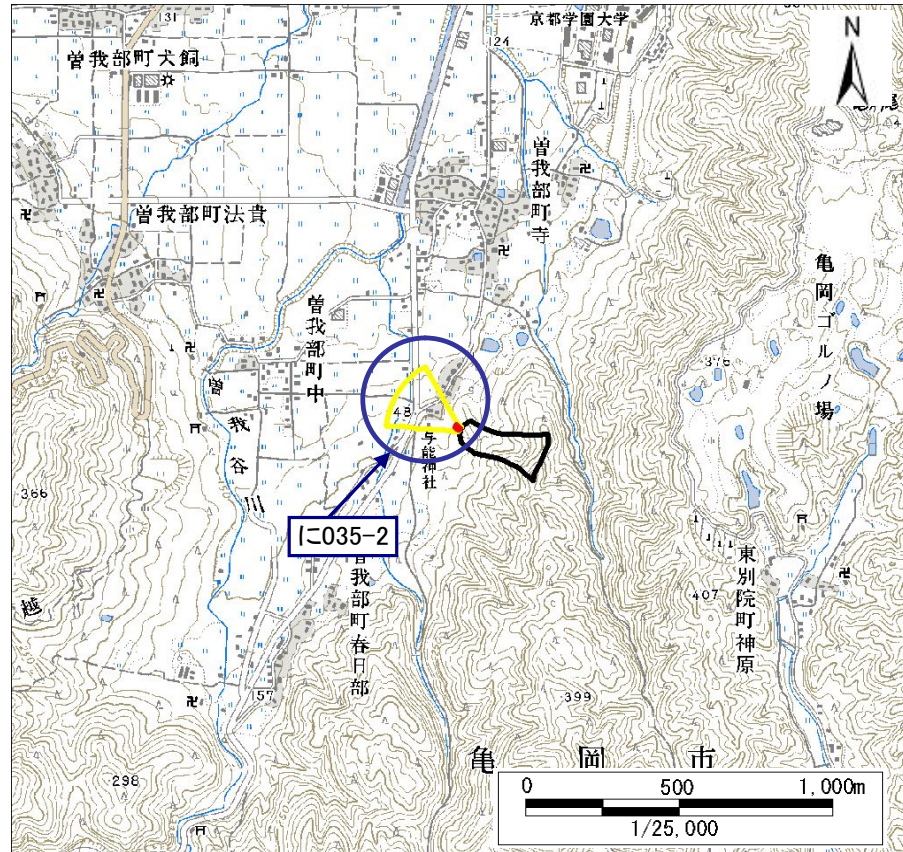 131
京都学園大学
124
曽我部町犬飼
N
曽我部町寺
曽我部町法貴
亀岡ゴルフ場
曽我部町中
376
曽我谷川
48
与能神社
366
に035-2
曽我部町春日部
東別院町神原
407
越
157
399
298
亀岡市
0 500 1,000m
1/25,000